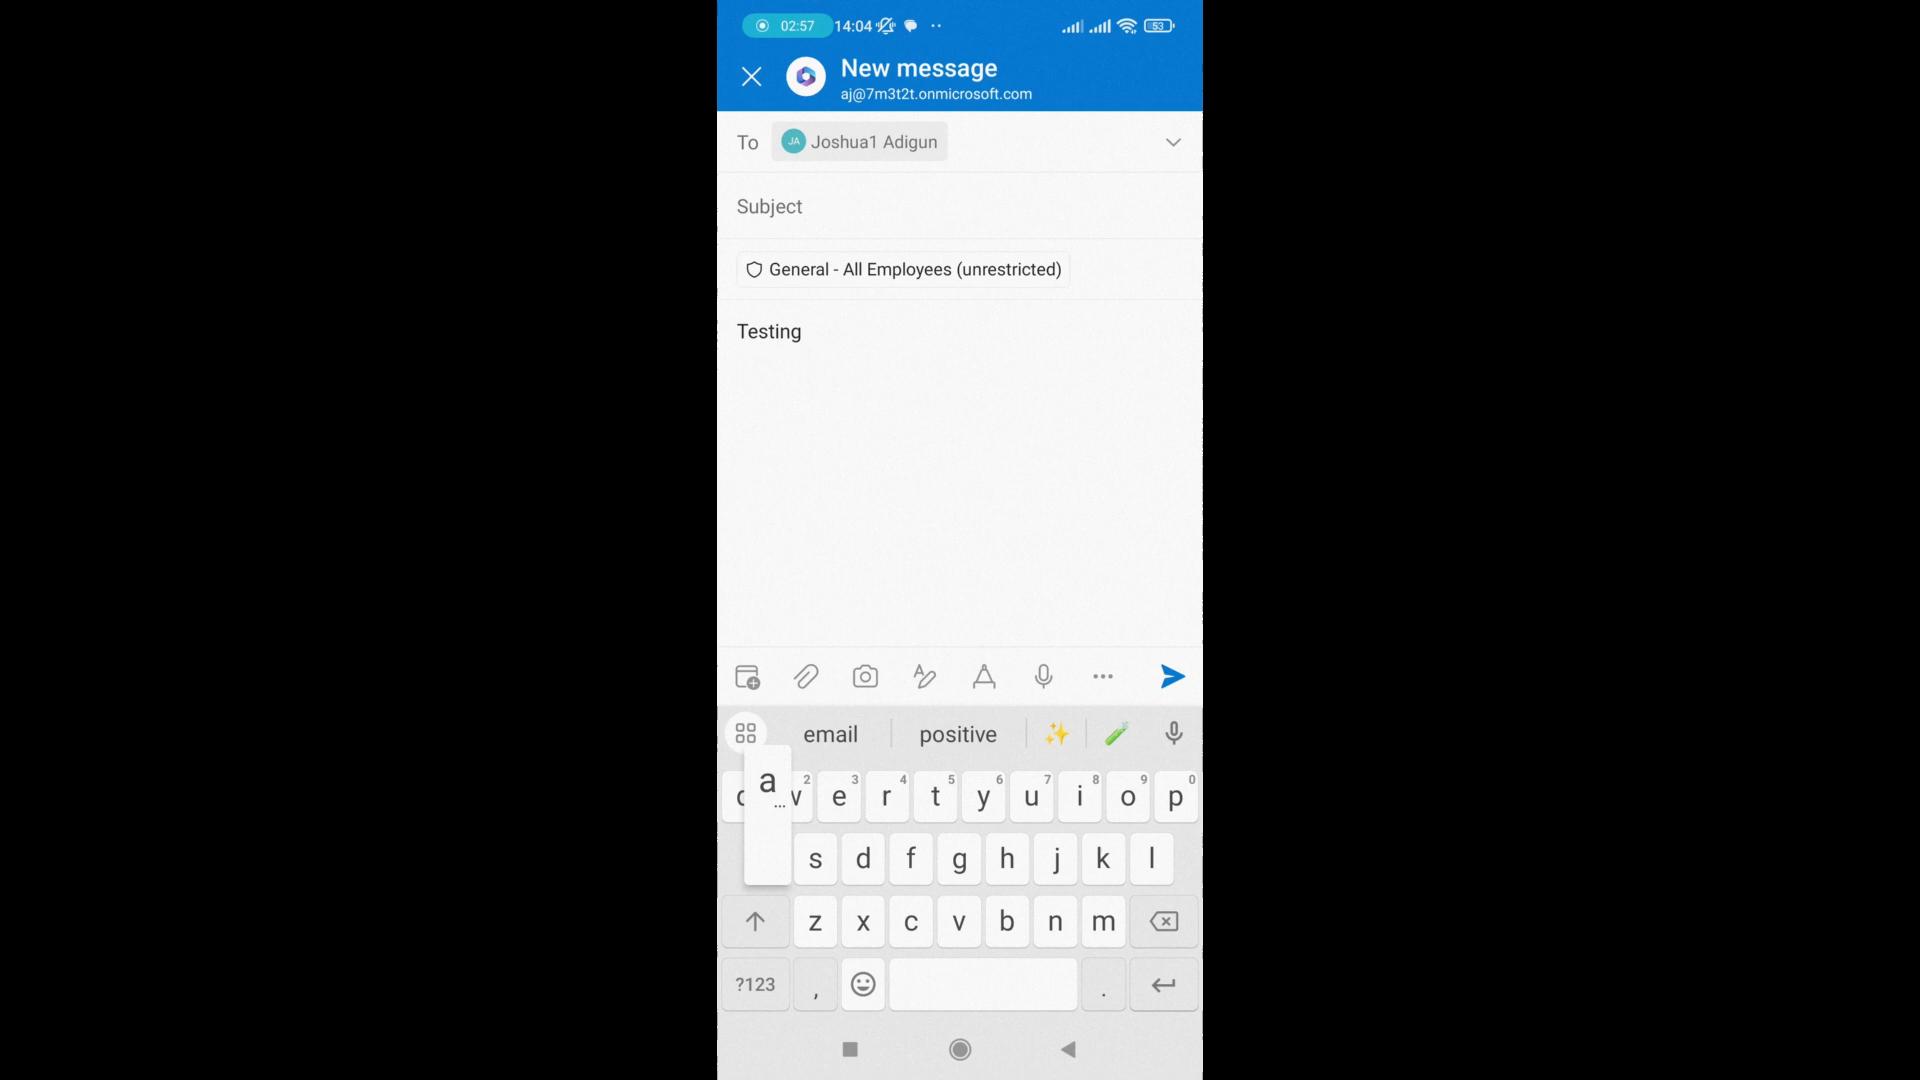 02:57 14:04 53
New message
aj@7m3t2t.onmicrosoft.com
To JA Joshua1 Adigun
Subject
General - All Employees (unrestricted)
Testing
email positive
a...
2 e 3 r 4 t 5 y 6 u 7 i 8 o 9 p 0
s d f g h j k l
z x c v b n m
?123 , .